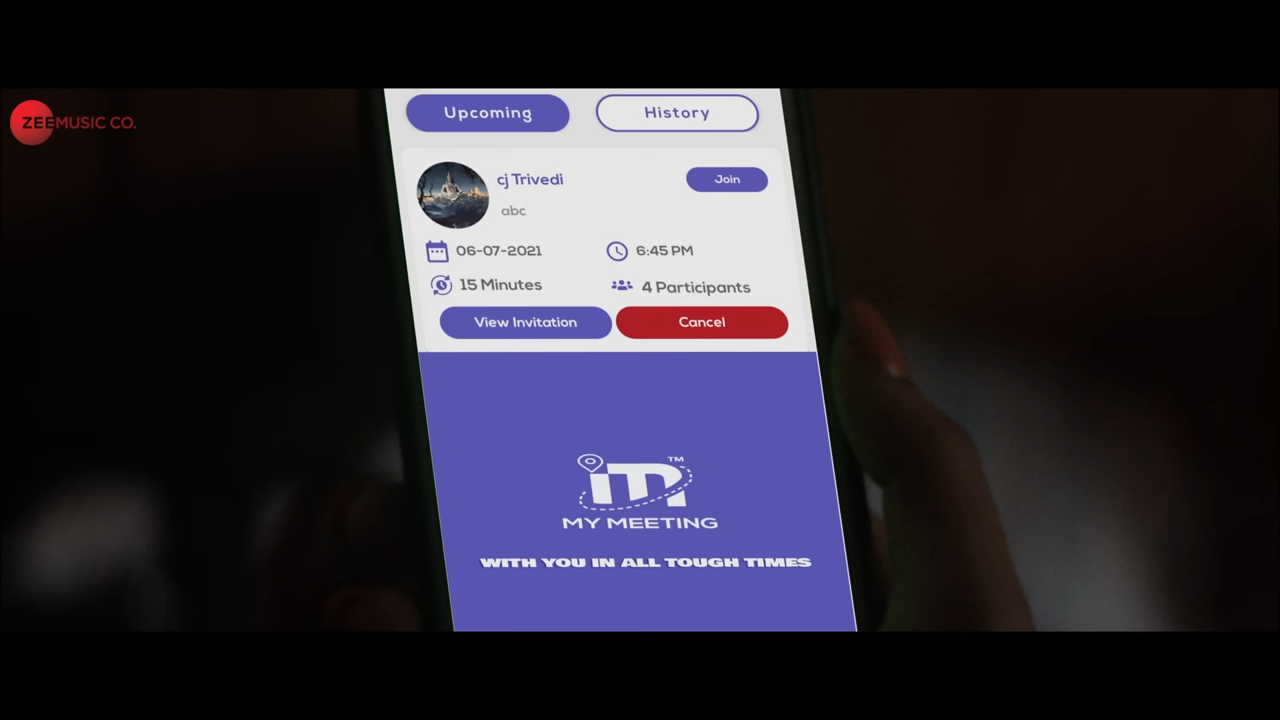 Upcoming
History
ZEEMUSIC CO.
cj Trivedi
Join
abc
06-07-2021
6:45 PM
15 Minutes
4 Participants
View Invitation
Cancel
im™
MY MEETING
WITH YOU IN ALL TOUGH TIMES